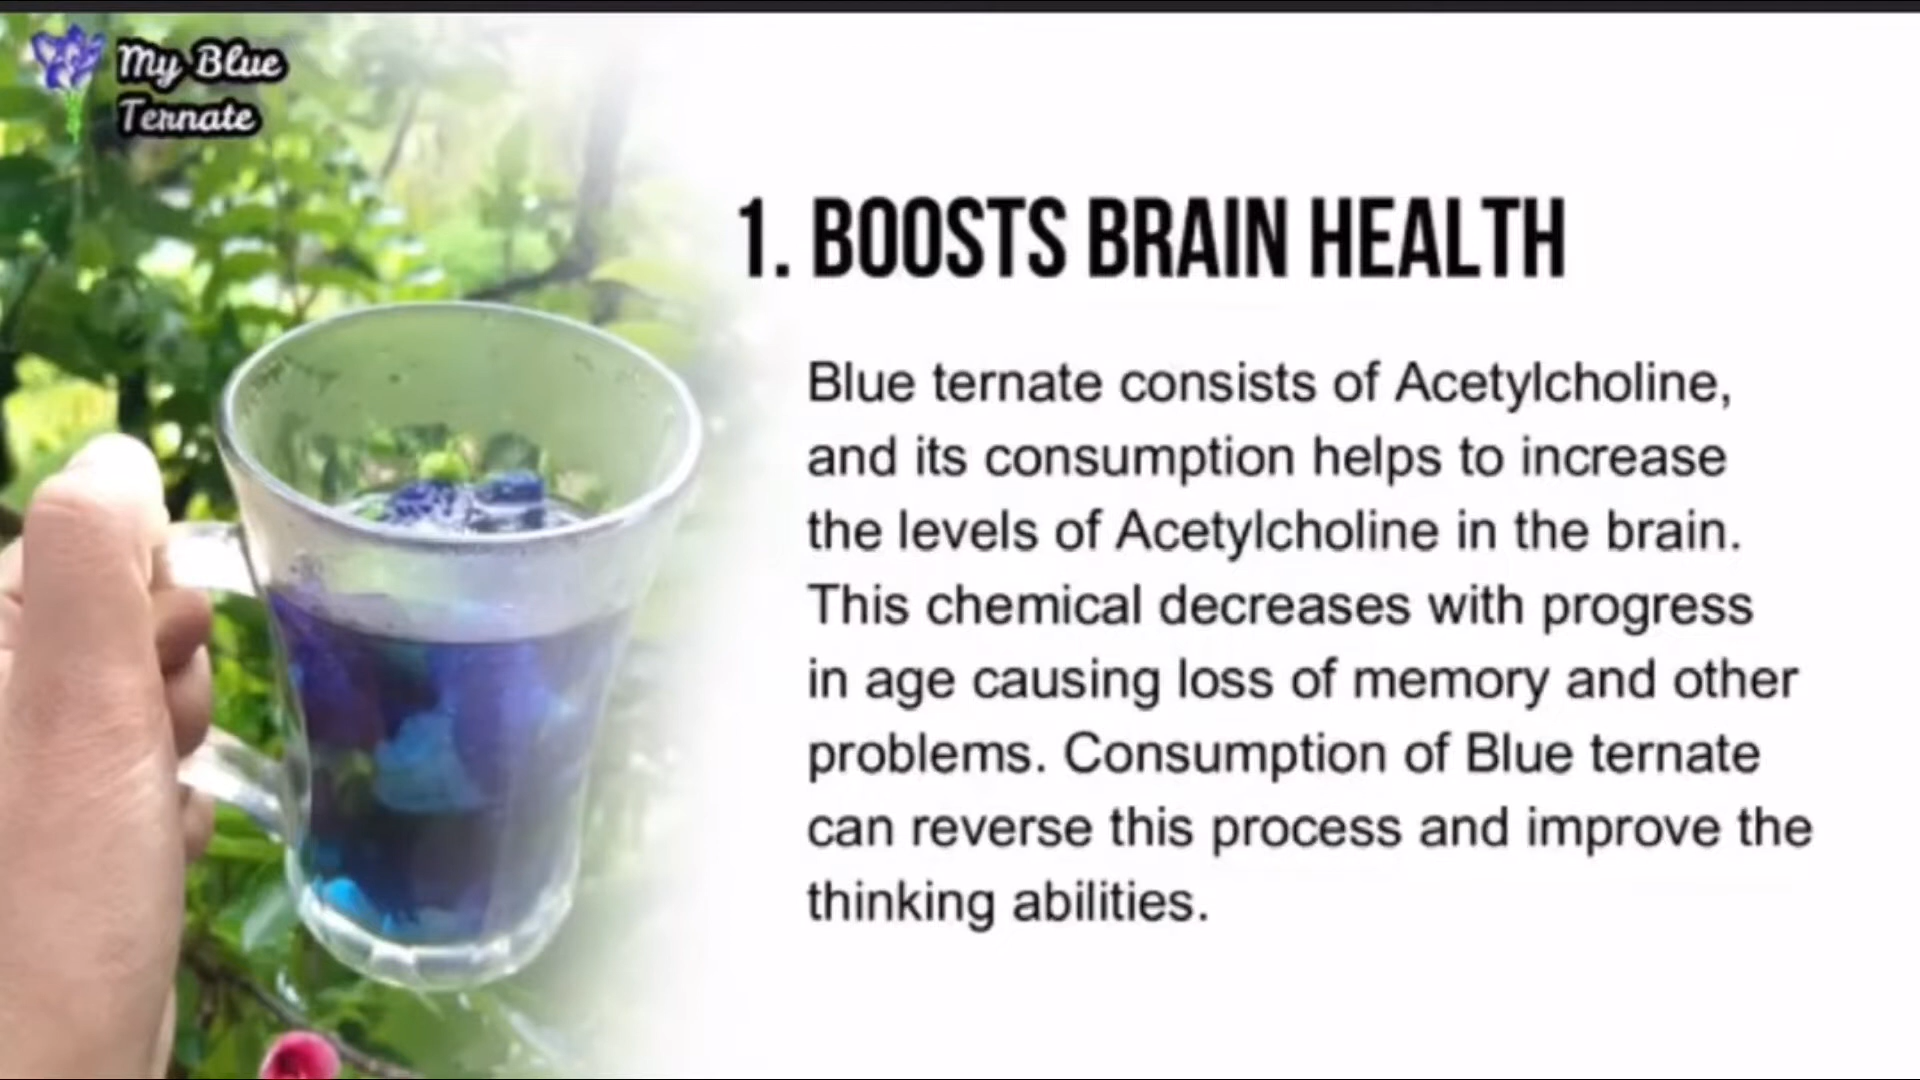 My Blue
Ternate
1. BOOSTS BRAIN HEALTH
Blue ternate consists of Acetylcholine,
and its consumption helps to increase
the levels of Acetylcholine in the brain.
This chemical decreases with progress
in age causing loss of memory and other
problems. Consumption of Blue ternate
can reverse this process and improve the
thinking abilities.